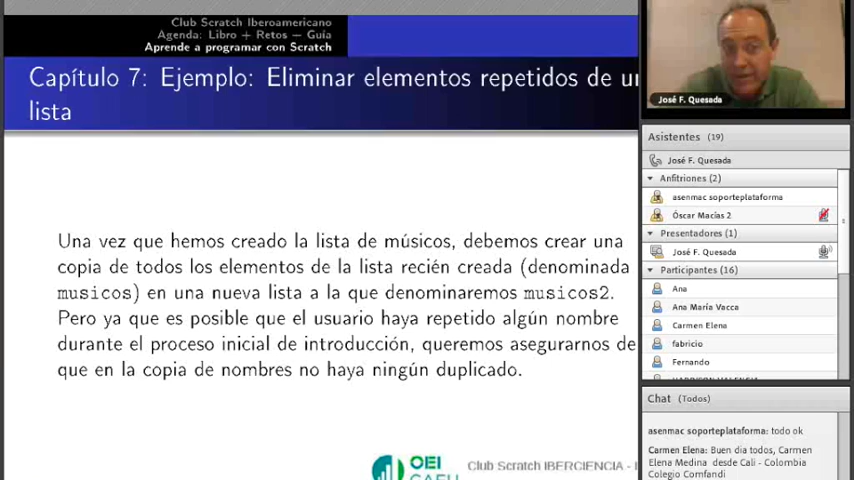 Club Scratch Iberoamericano
Agenda: Libro + Retos – Guía
Aprende a programar con Scratch
Capítulo 7: Ejemplo: Eliminar elementos repetidos de
lista
Una vez que hemos creado la lista de músicos, debemos crear una
copia de todos los elementos de la lista recién creada (denominada
musicos) en una nueva lista a la que denominaremos musicos2.
Pero ya que es posible que el usuario haya repetido algún nombre
durante el proceso inicial de introducción, queremos asegurarnos de
que en la copia de nombres no haya ningún duplicado.
OEI
CAEU
Club Scratch IBERCIENCIA -
José F. Quesada
Asistentes (19)
José F. Quesada
Anfitriones (2)
asenmac soporteplataforma
Óscar Macías 2
Presentadores (1)
José F. Quesada
Participantes (16)
Ana
Ana María Vacca
Carmen Elena
fabricio
Fernando
Chat (Todos)
asenmac soporteplataforma: todo ok
Carmen Elena: Buen dia todos, Carmen
Elena Medina desde Cali - Colombia
Colegio Comfandi